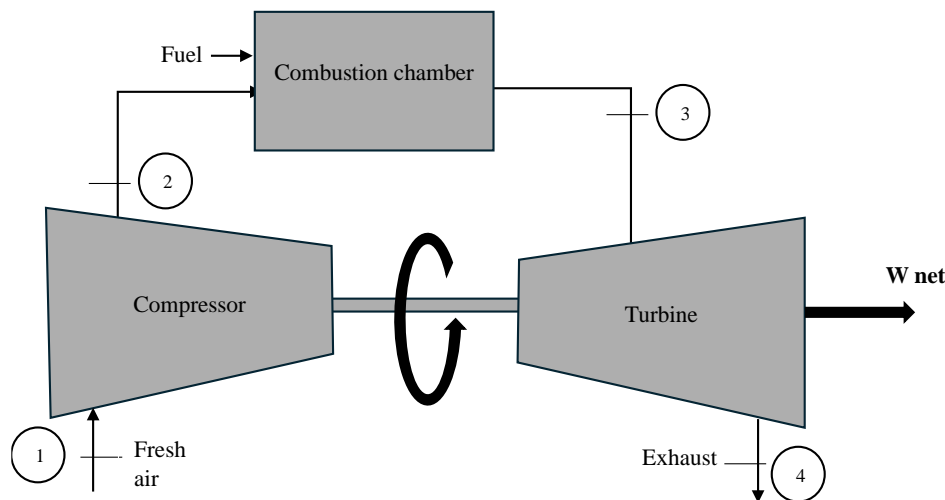 Fuel
Combustion chamber
3
2
W net
Compressor
Turbine
1
Fresh
air
Exhaust
4